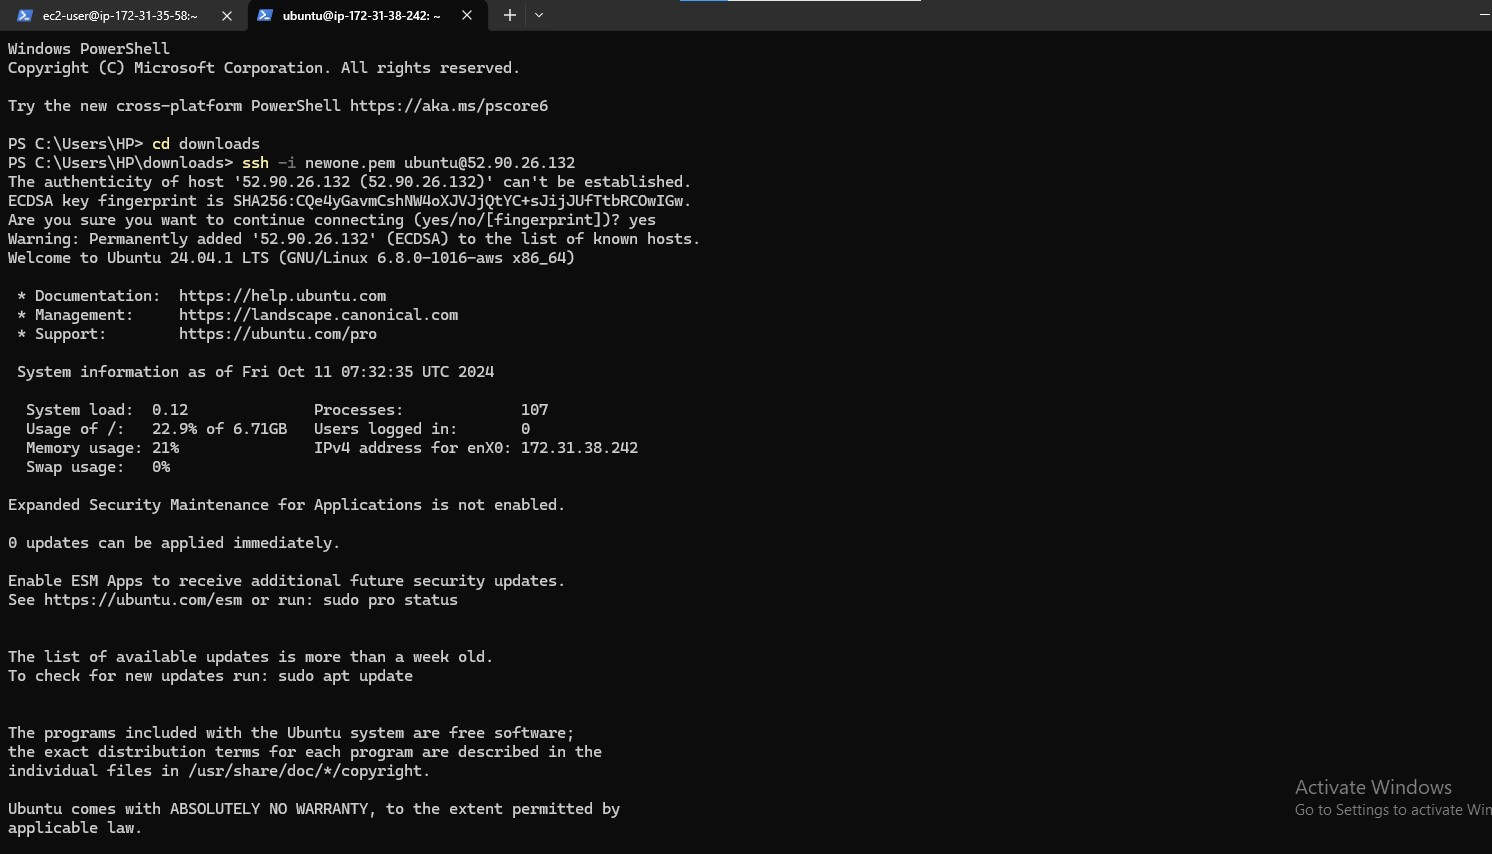 ec2-user@ip-172-31-35-58:~
ubuntu@ip-172-31-38-242: ~
Windows PowerShell
Copyright (C) Microsoft Corporation. All rights reserved.
Try the new cross-platform PowerShell https://aka.ms/pscore6
PS C:\Users\HP> cd downloads
PS C:\Users\HP\downloads> ssh -i newone.pem ubuntu@52.90.26.132
The authenticity of host '52.90.26.132 (52.90.26.132)' can't be established.
ECDSA key fingerprint is SHA256:CQe4yGavmCshNW4oXJVJjQtYC+sJijJUfTtbRCOwIGw.
Are you sure you want to continue connecting (yes/no/[fingerprint])? yes
Warning: Permanently added '52.90.26.132' (ECDSA) to the list of known hosts.
Welcome to Ubuntu 24.04.1 LTS (GNU/Linux 6.8.0-1016-aws x86_64)
* Documentation:  https://help.ubuntu.com
* Management:     https://landscape.canonical.com
* Support:        https://ubuntu.com/pro
System information as of Fri Oct 11 07:32:35 UTC 2024
System load:  0.12              Processes:             107
Usage of /:   22.9% of 6.71GB   Users logged in:       0
Memory usage: 21%               IPv4 address for enX0: 172.31.38.242
Swap usage:   0%
Expanded Security Maintenance for Applications is not enabled.
0 updates can be applied immediately.
Enable ESM Apps to receive additional future security updates.
See https://ubuntu.com/esm or run: sudo pro status
The list of available updates is more than a week old.
To check for new updates run: sudo apt update
The programs included with the Ubuntu system are free software;
the exact distribution terms for each program are described in the
individual files in /usr/share/doc/*/copyright.
Ubuntu comes with ABSOLUTELY NO WARRANTY, to the extent permitted by
applicable law.
Activate Windows
Go to Settings to activate Win